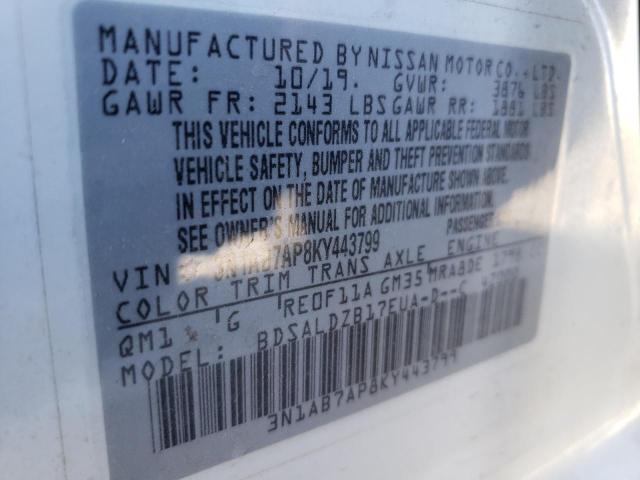 MANUFACTURED BY NISSAN MOTOR CO., LTD.
DATE: 10/19. GVWR: 3876 LBS
GAWR FR: 2143 LBS GAWR RR: 1881 LBS
THIS VEHICLE CONFORMS TO ALL APPLICABLE FEDERAL MOTOR
VEHICLE SAFETY, BUMPER AND THEFT PREVENTION STANDARDS
IN EFFECT ON THE DATE OF MANUFACTURE SHOWN ABOVE.
SEE OWNER'S MANUAL FOR ADDITIONAL
PASSENGER
VIN: 3N1AB7AP8KY443799
COLOR TRIM TRANS AXLE ENGINE
QM1 G RE0F11A GM35 MRA8DE
MODEL: BDSALDZB17EUA-D--C
3N1AB7AP8KY443799